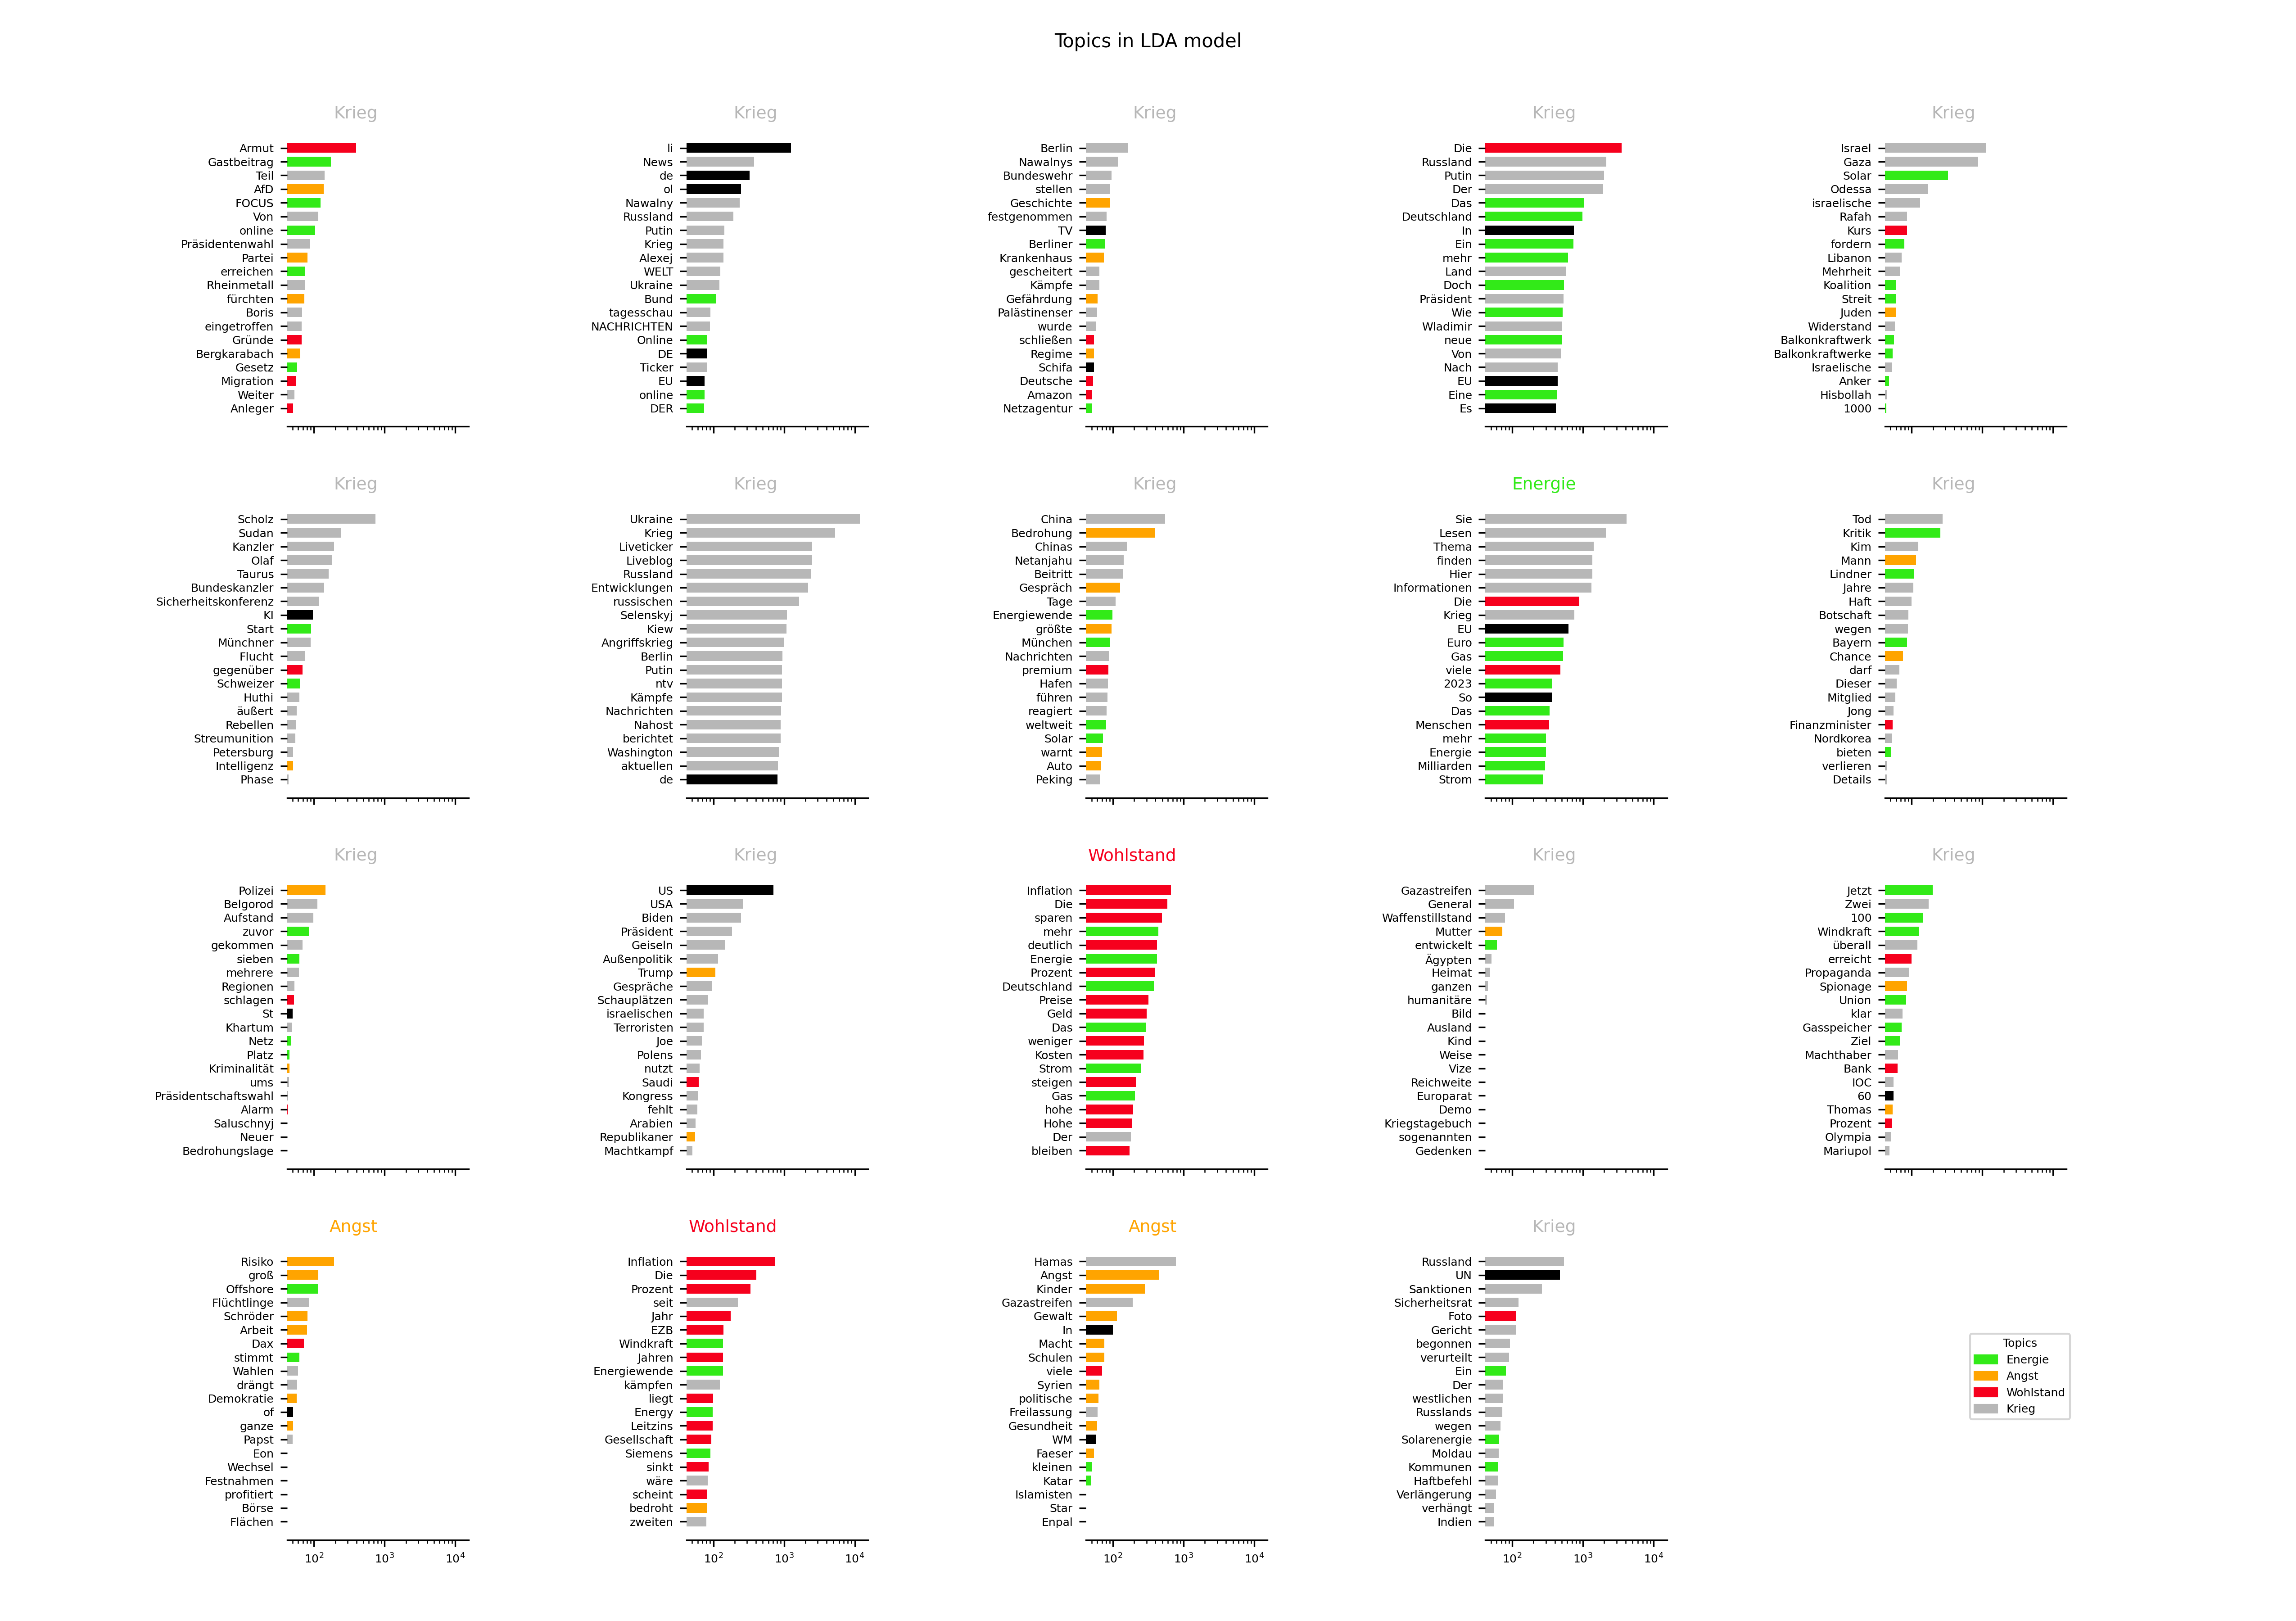 Topics in LDA model
Krieg
Armut
Gastbeitrag
Teil
AfD
FOCUS
Von
online
Präsidentenwahl
Partei
erreichen
Rheinmetall
fürchten
Boris
eingetroffen
Gründe
Bergkarabach
Gesetz
Migration
Weiter
Anleger
Krieg
li
News
de
ol
Nawalny
Russland
Putin
Krieg
Alexej
WELT
Ukraine
Bund
tagesschau
NACHRICHTEN
Online
DE
Ticker
EU
online
DER
Krieg
Berlin
Nawalnys
Bundeswehr
stellen
Geschichte
festgenommen
TV
Berliner
Krankenhaus
gescheitert
Kämpfe
Gefährdung
Palästinenser
wurde
schließen
Regime
Schifa
Deutsche
Amazon
Netzagentur
Krieg
Die
Russland
Putin
Der
Das
Deutschland
In
Ein
mehr
Land
Doch
Präsident
Wie
Wladimir
neue
Von
Nach
EU
Eine
Es
Krieg
Israel
Gaza
Solar
Odessa
israelische
Rafah
Kurs
fordern
Libanon
Mehrheit
Koalition
Streit
Juden
Widerstand
Balkonkraftwerk
Balkonkraftwerke
Israelische
Anker
Hisbollah
1000
Krieg
Scholz
Sudan
Kanzler
Olaf
Taurus
Bundeskanzler
Sicherheitskonferenz
KI
Start
Münchner
Flucht
gegenüber
Schweizer
Huthi
äußert
Rebellen
Streumunition
Petersburg
Intelligenz
Phase
Krieg
Ukraine
Krieg
Liveticker
Liveblog
Russland
Entwicklungen
russischen
Selenskyj
Kiew
Angriffskrieg
Berlin
Putin
ntv
Kämpfe
Nachrichten
Nahost
berichtet
Washington
aktuellen
de
Krieg
China
Bedrohung
Chinas
Netanjahu
Beitritt
Gespräch
Tage
Energiewende
größte
München
Nachrichten
premium
Hafen
führen
reagiert
weltweit
Solar
warnt
Auto
Peking
Energie
Sie
Lesen
Thema
finden
Hier
Informationen
Die
Krieg
EU
Euro
Gas
viele
2023
So
Das
Menschen
mehr
Energie
Milliarden
Strom
Krieg
Tod
Kritik
Kim
Mann
Lindner
Jahre
Haft
Botschaft
wegen
Bayern
Chance
darf
Dieser
Mitglied
Jong
Finanzminister
Nordkorea
bieten
verlieren
Details
Krieg
Polizei
Belgorod
Aufstand
zuvor
gekommen
sieben
mehrere
Regionen
schlagen
St
Khartum
Netz
Platz
Kriminalität
ums
Präsidentschaftswahl
Alarm
Saluschnyj
Neuer
Bedrohungslage
Krieg
US
USA
Biden
Präsident
Geiseln
Außenpolitik
Trump
Gespräche
Schauplätzen
israelischen
Terroristen
Joe
Polens
nutzt
Saudi
Kongress
fehlt
Arabien
Republikaner
Machtkampf
Wohlstand
Inflation
Die
sparen
mehr
deutlich
Energie
Prozent
Deutschland
Preise
Geld
Das
weniger
Kosten
Strom
steigen
Gas
hohe
Hohe
Der
bleiben
Krieg
Gazastreifen
General
Waffenstillstand
Mutter
entwickelt
Ägypten
Heimat
ganzen
humanitäre
Bild
Ausland
Kind
Weise
Vize
Reichweite
Europarat
Demo
Kriegstagebuch
sogenannten
Gedenken
Krieg
Jetzt
Zwei
100
Windkraft
überall
erreicht
Propaganda
Spionage
Union
klar
Gasspeicher
Ziel
Machthaber
Bank
IOC
60
Thomas
Prozent
Olympia
Mariupol
Angst
Risiko
groß
Offshore
Flüchtlinge
Schröder
Arbeit
Dax
stimmt
Wahlen
drängt
Demokratie
of
ganze
Papst
Eon
Wechsel
Festnahmen
profitiert
Börse
Flächen
10² 10³ 10⁴
Wohlstand
Inflation
Die
Prozent
seit
Jahr
EZB
Windkraft
Jahren
Energiewende
kämpfen
liegt
Energy
Leitzins
Gesellschaft
Siemens
sinkt
wäre
scheint
bedroht
zweiten
10² 10³ 10⁴
Angst
Hamas
Angst
Kinder
Gazastreifen
Gewalt
In
Macht
Schulen
viele
Syrien
politische
Freilassung
Gesundheit
WM
Faeser
kleinen
Katar
Islamisten
Star
Enpal
10² 10³ 10⁴
Krieg
Russland
UN
Sanktionen
Sicherheitsrat
Foto
Gericht
begonnen
verurteilt
Ein
Der
westlichen
Russlands
wegen
Solarenergie
Moldau
Kommunen
Haftbefehl
Verlängerung
verhängt
Indien
10² 10³ 10⁴
Topics
Energie
Angst
Wohlstand
Krieg